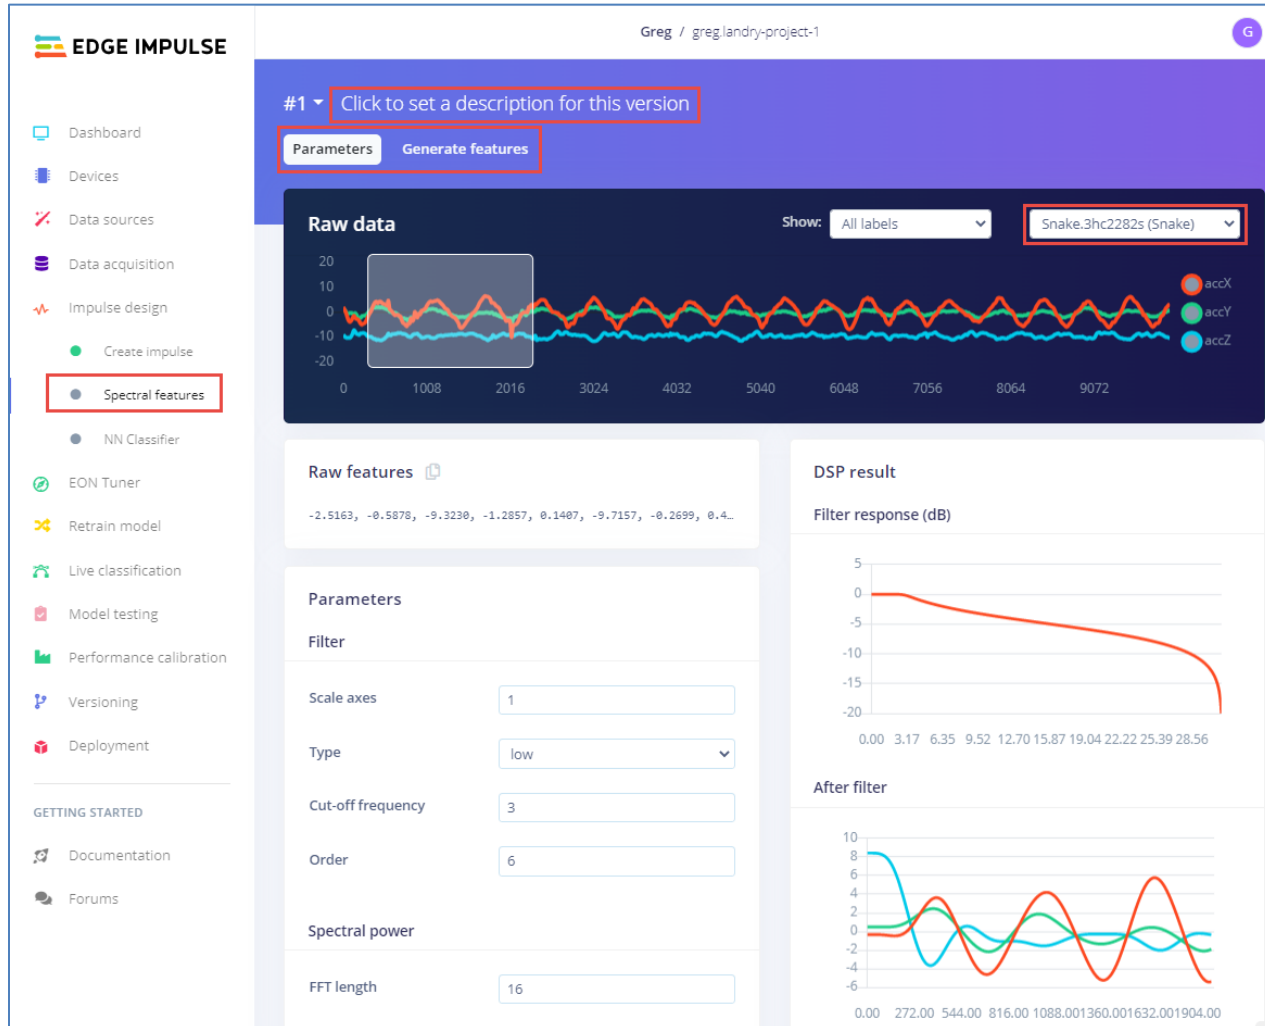 EDGE IMPULSE
Greg / greg.landry-project-1
G
Dashboard
Devices
Data sources
Data acquisition
Impulse design
Create impulse
Spectral features
NN Classifier
EON Tuner
Retrain model
Live classification
Model testing
Performance calibration
Versioning
Deployment
GETTING STARTED
Documentation
Forums
#1 Click to set a description for this version
Parameters Generate features
Raw data
Show: All labels Snake.3hc2282s (Snake)
20
10
0
-10
-20
0 1008 2016 3024 4032 5040 6048 7056 8064 9072
accX
accY
accZ
Raw features
-2.5163, -0.5878, -9.3230, -1.2857, 0.1407, -9.7157, -0.2699, 0.4…
Parameters
Filter
Scale axes 1
Type low
Cut-off frequency 3
Order 6
Spectral power
FFT length 16
DSP result
Filter response (dB)
5
0
-5
-10
-15
-20
0.00 3.17 6.35 9.52 12.70 15.87 19.04 22.22 25.39 28.56
After filter
10
8
6
4
2
0
-2
-4
-6
0.00 272.00 544.00 816.00 1088.00 1360.00 1632.00 1904.00